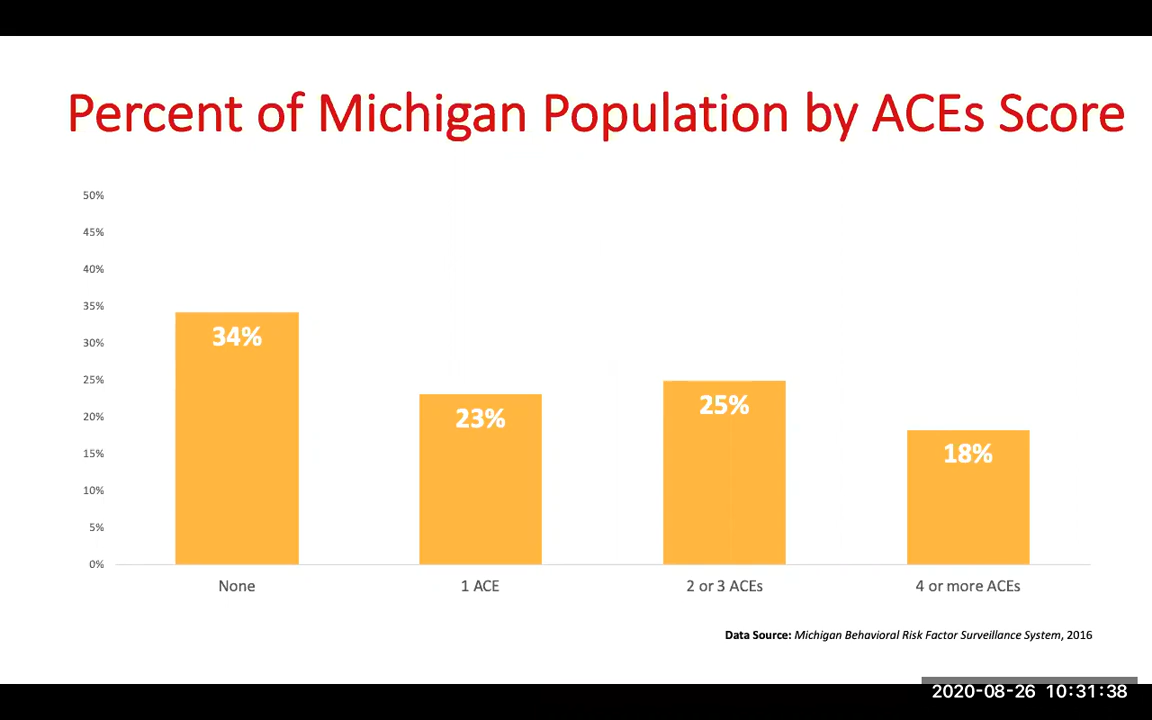 Percent of Michigan Population by ACEs Score
50%
45%
40%
35%
30%
25%
20%
15%
10%
5%
0%
34%
23%
25%
18%
None
1 ACE
2 or 3 ACEs
4 or more ACEs
Data Source: Michigan Behavioral Risk Factor Surveillance System, 2016
2020-08-26 10:31:38